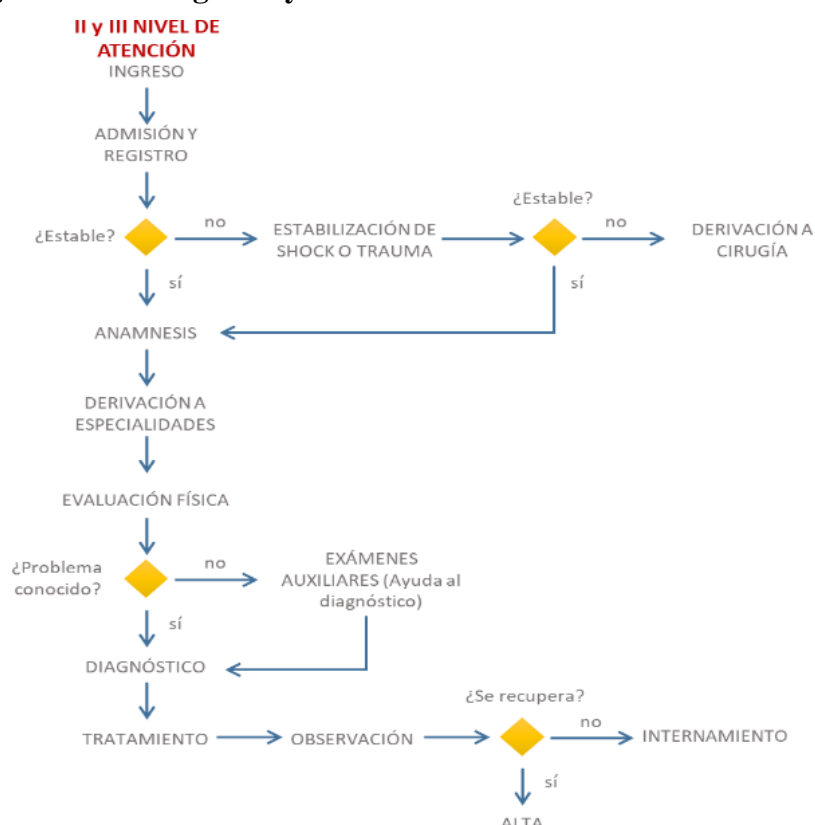 II y III NIVEL DE
ATENCIÓN
INGRESO
ADMISIÓN Y
REGISTRO
¿Estable?
no
ESTABILIZACIÓN DE
SHOCK O TRAUMA
¿Estable?
no
DERIVACIÓN A
CIRUGÍA
sí
sí
ANAMNESIS
DERIVACIÓN A
ESPECIALIDADES
EVALUACIÓN FÍSICA
¿Problema
conocido?
no
EXÁMENES
AUXILIARES (Ayuda al
diagnóstico)
sí
DIAGNÓSTICO
TRATAMIENTO
OBSERVACIÓN
¿Se recupera?
no
INTERNAMIENTO
sí
ALTA